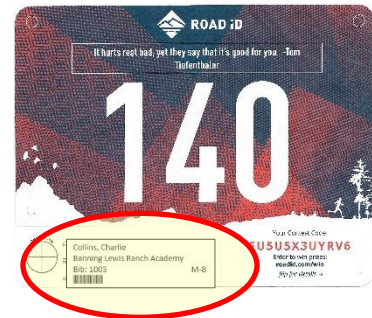 ROAD iD
It hurts real bad, yet they say that it's good for you. -Tom
Tiefenthaler
140
Your Contest Code:
U5U5X3UYRV6
Enter to win prizes:
roadid.com/win
flip for details →
Collins, Charlie
Banning Lewis Ranch Academy
Bib: 1003 M-8